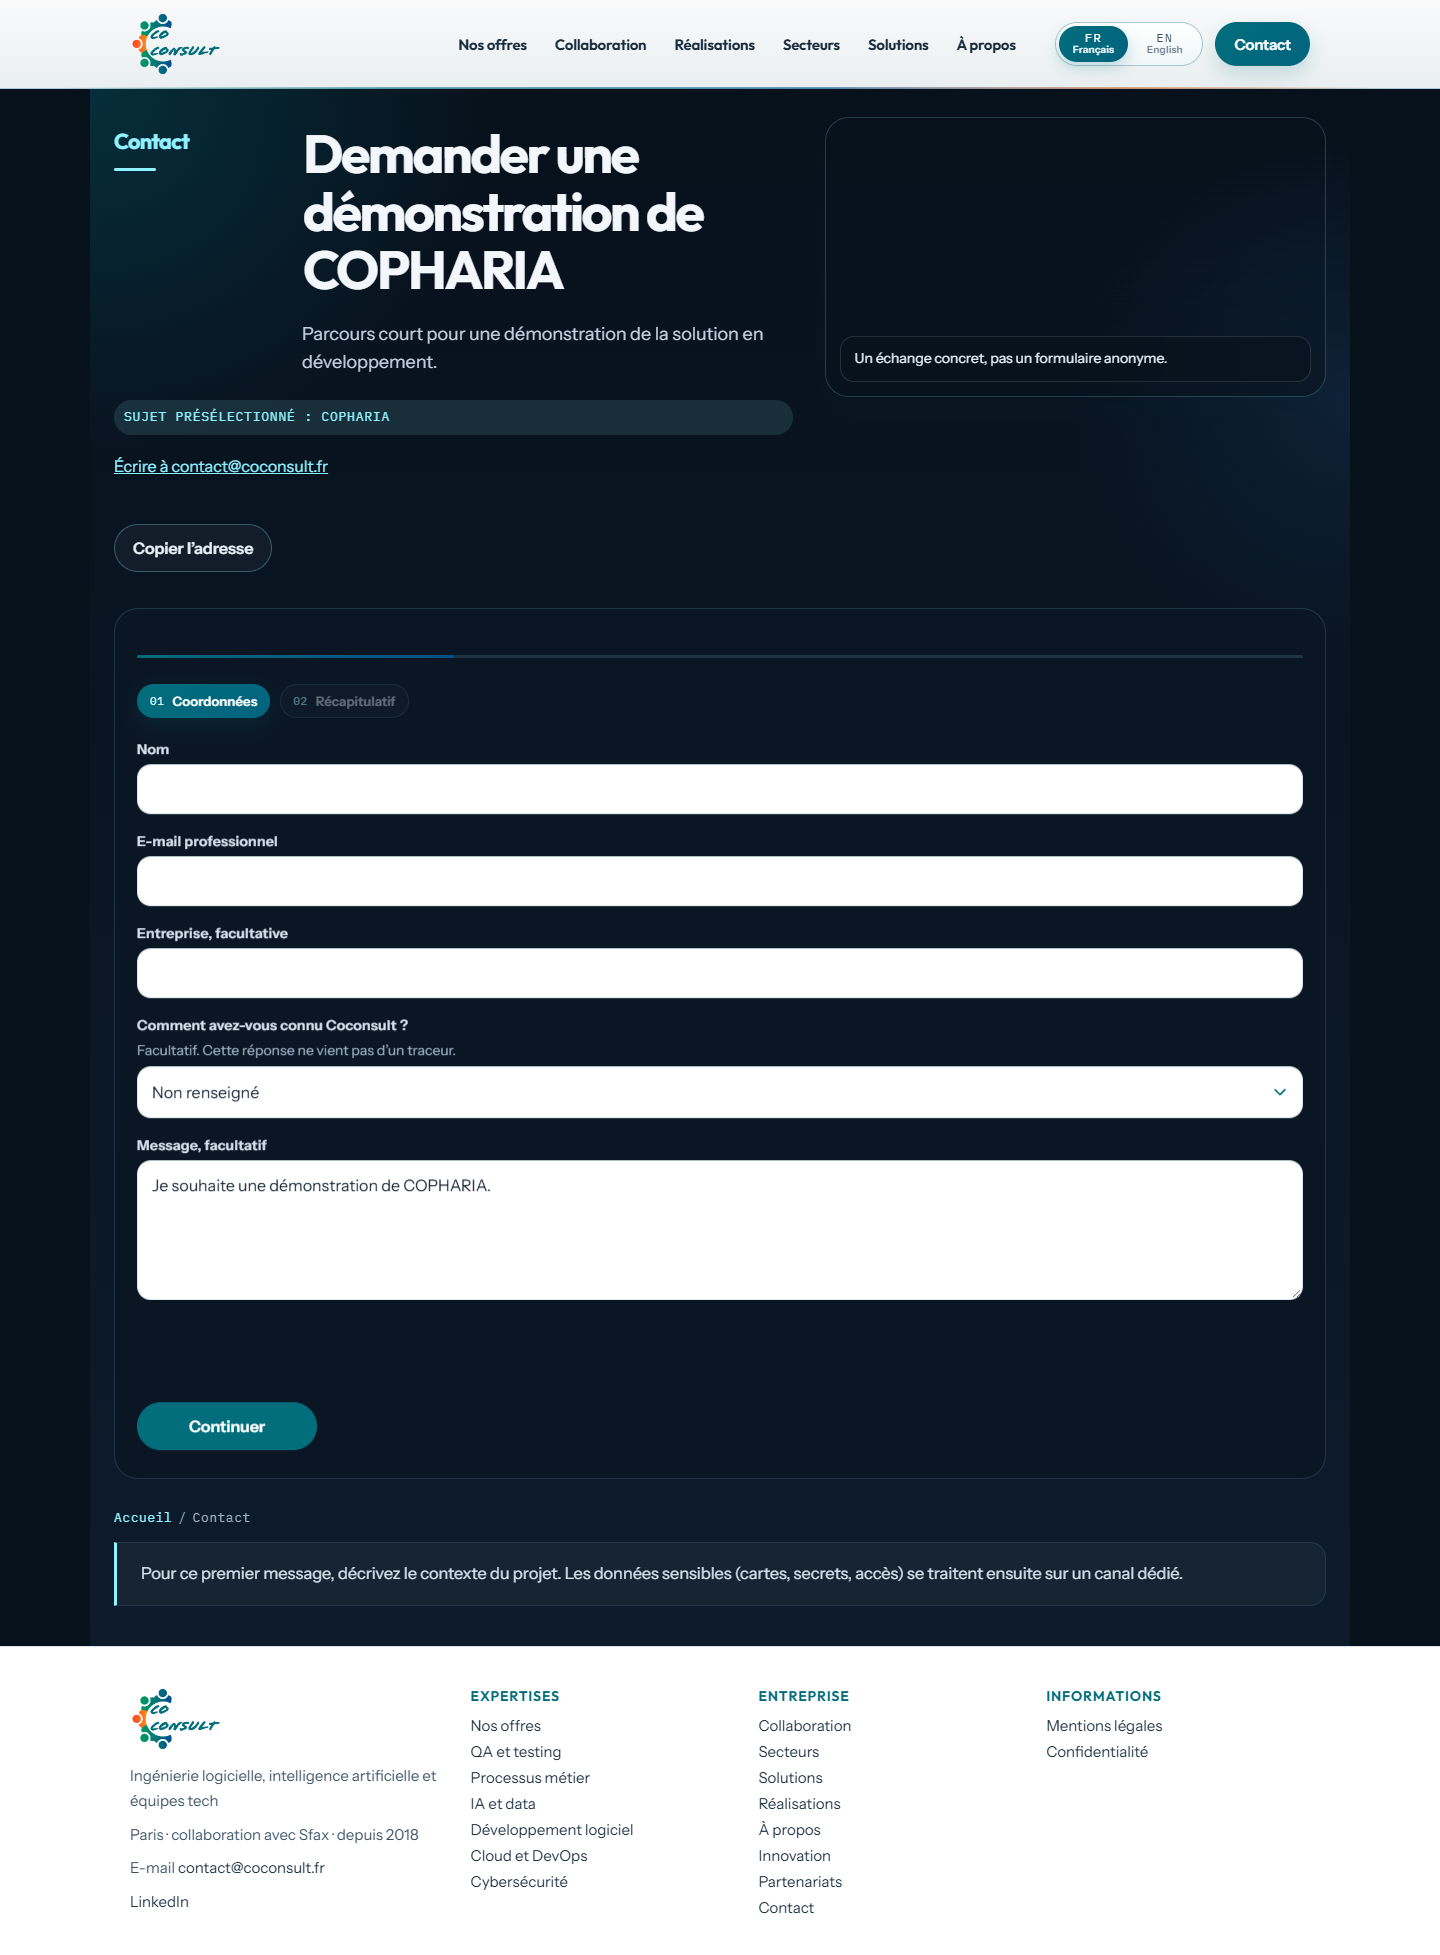 CO
CONSULT
Nos offres
Collaboration
Réalisations
Secteurs
Solutions
À propos
FR
Français
EN
English
Contact
Contact
Demander une
démonstration de
COPHARIA
Parcours court pour une démonstration de la solution en
développement.
Un échange concret, pas un formulaire anonyme.
SUJET PRÉSÉLECTIONNÉ : COPHARIA
Écrire à contact@coconsult.fr
Copier l’adresse
01 Coordonnées
02 Récapitulatif
Nom
E-mail professionnel
Entreprise, facultative
Comment avez-vous connu Coconsult ?
Facultatif. Cette réponse ne vient pas d’un traceur.
Non renseigné
Message, facultatif
Je souhaite une démonstration de COPHARIA.
Continuer
Accueil / Contact
Pour ce premier message, décrivez le contexte du projet. Les données sensibles (cartes, secrets, accès) se traitent ensuite sur un canal dédié.
CO
CONSULT
Ingénierie logicielle, intelligence artificielle et
équipes tech
Paris · collaboration avec Sfax · depuis 2018
E-mail contact@coconsult.fr
LinkedIn
EXPERTISES
Nos offres
QA et testing
Processus métier
IA et data
Développement logiciel
Cloud et DevOps
Cybersécurité
ENTREPRISE
Collaboration
Secteurs
Solutions
Réalisations
À propos
Innovation
Partenariats
Contact
INFORMATIONS
Mentions légales
Confidentialité